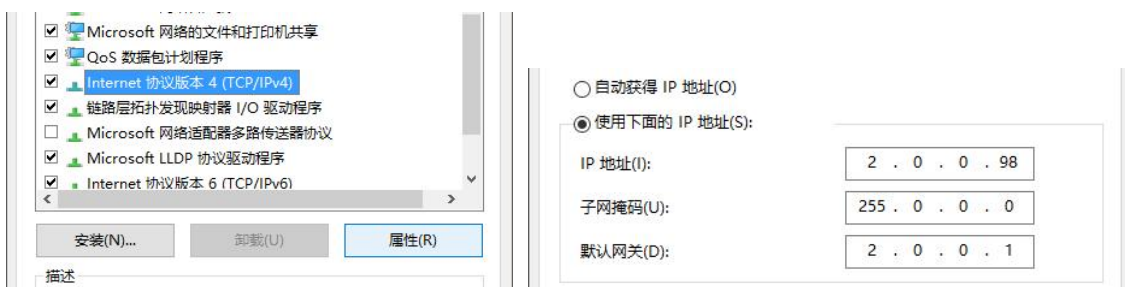 Microsoft 网络的文件和打印机共享
QoS 数据包计划程序
Internet 协议版本 4 (TCP/IPv4)
链路层拓扑发现映射器 I/O 驱动程序
Microsoft 网络适配器多路传送器协议
Microsoft LLDP 协议驱动程序
Internet 协议版本 6 (TCP/IPv6)
安装(N)...
卸载(U)
属性(R)
描述
自动获得 IP 地址(O)
使用下面的 IP 地址(S):
IP 地址(I): 2 . 0 . 0 . 98
子网掩码(U): 255 . 0 . 0 . 0
默认网关(D): 2 . 0 . 0 . 1